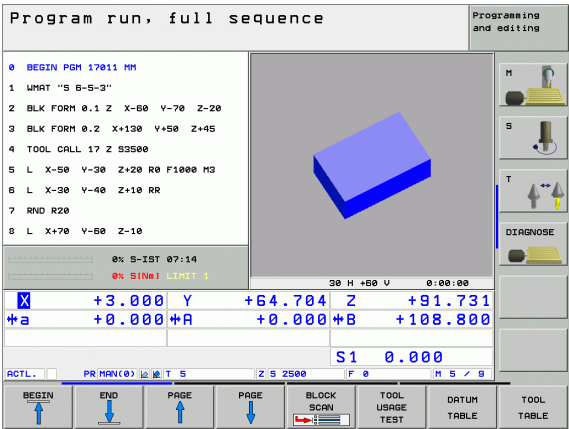 Program run, full sequence
Programming
and editing
0 BEGIN PGM 17011 MM
1 WMAT "S 6-5-3"
2 BLK FORM 0.1 Z X-60 Y-70 Z-20
3 BLK FORM 0.2 X+130 Y+50 Z+45
4 TOOL CALL 17 Z S3500
5 L X-50 Y-30 Z+20 R0 F1000 M3
6 L X-30 Y-40 Z+10 RR
7 RND R20
8 L X+70 Y-60 Z-10
M
S
T
DIAGNOSE
0% S-IST 07:14
0% S[Nm] LIMIT 1
30 H +60 V 0:00:00
X +3.000 Y +64.704 Z +91.731
a +0.000 A +0.000 B +108.800
S1 0.000
ACTL. PR MAN(0) T 5 Z S 2500 F 0 M 5 / 9
BEGIN
END
PAGE
PAGE
BLOCK
SCAN
TOOL
USAGE
TEST
DATUM
TABLE
TOOL
TABLE